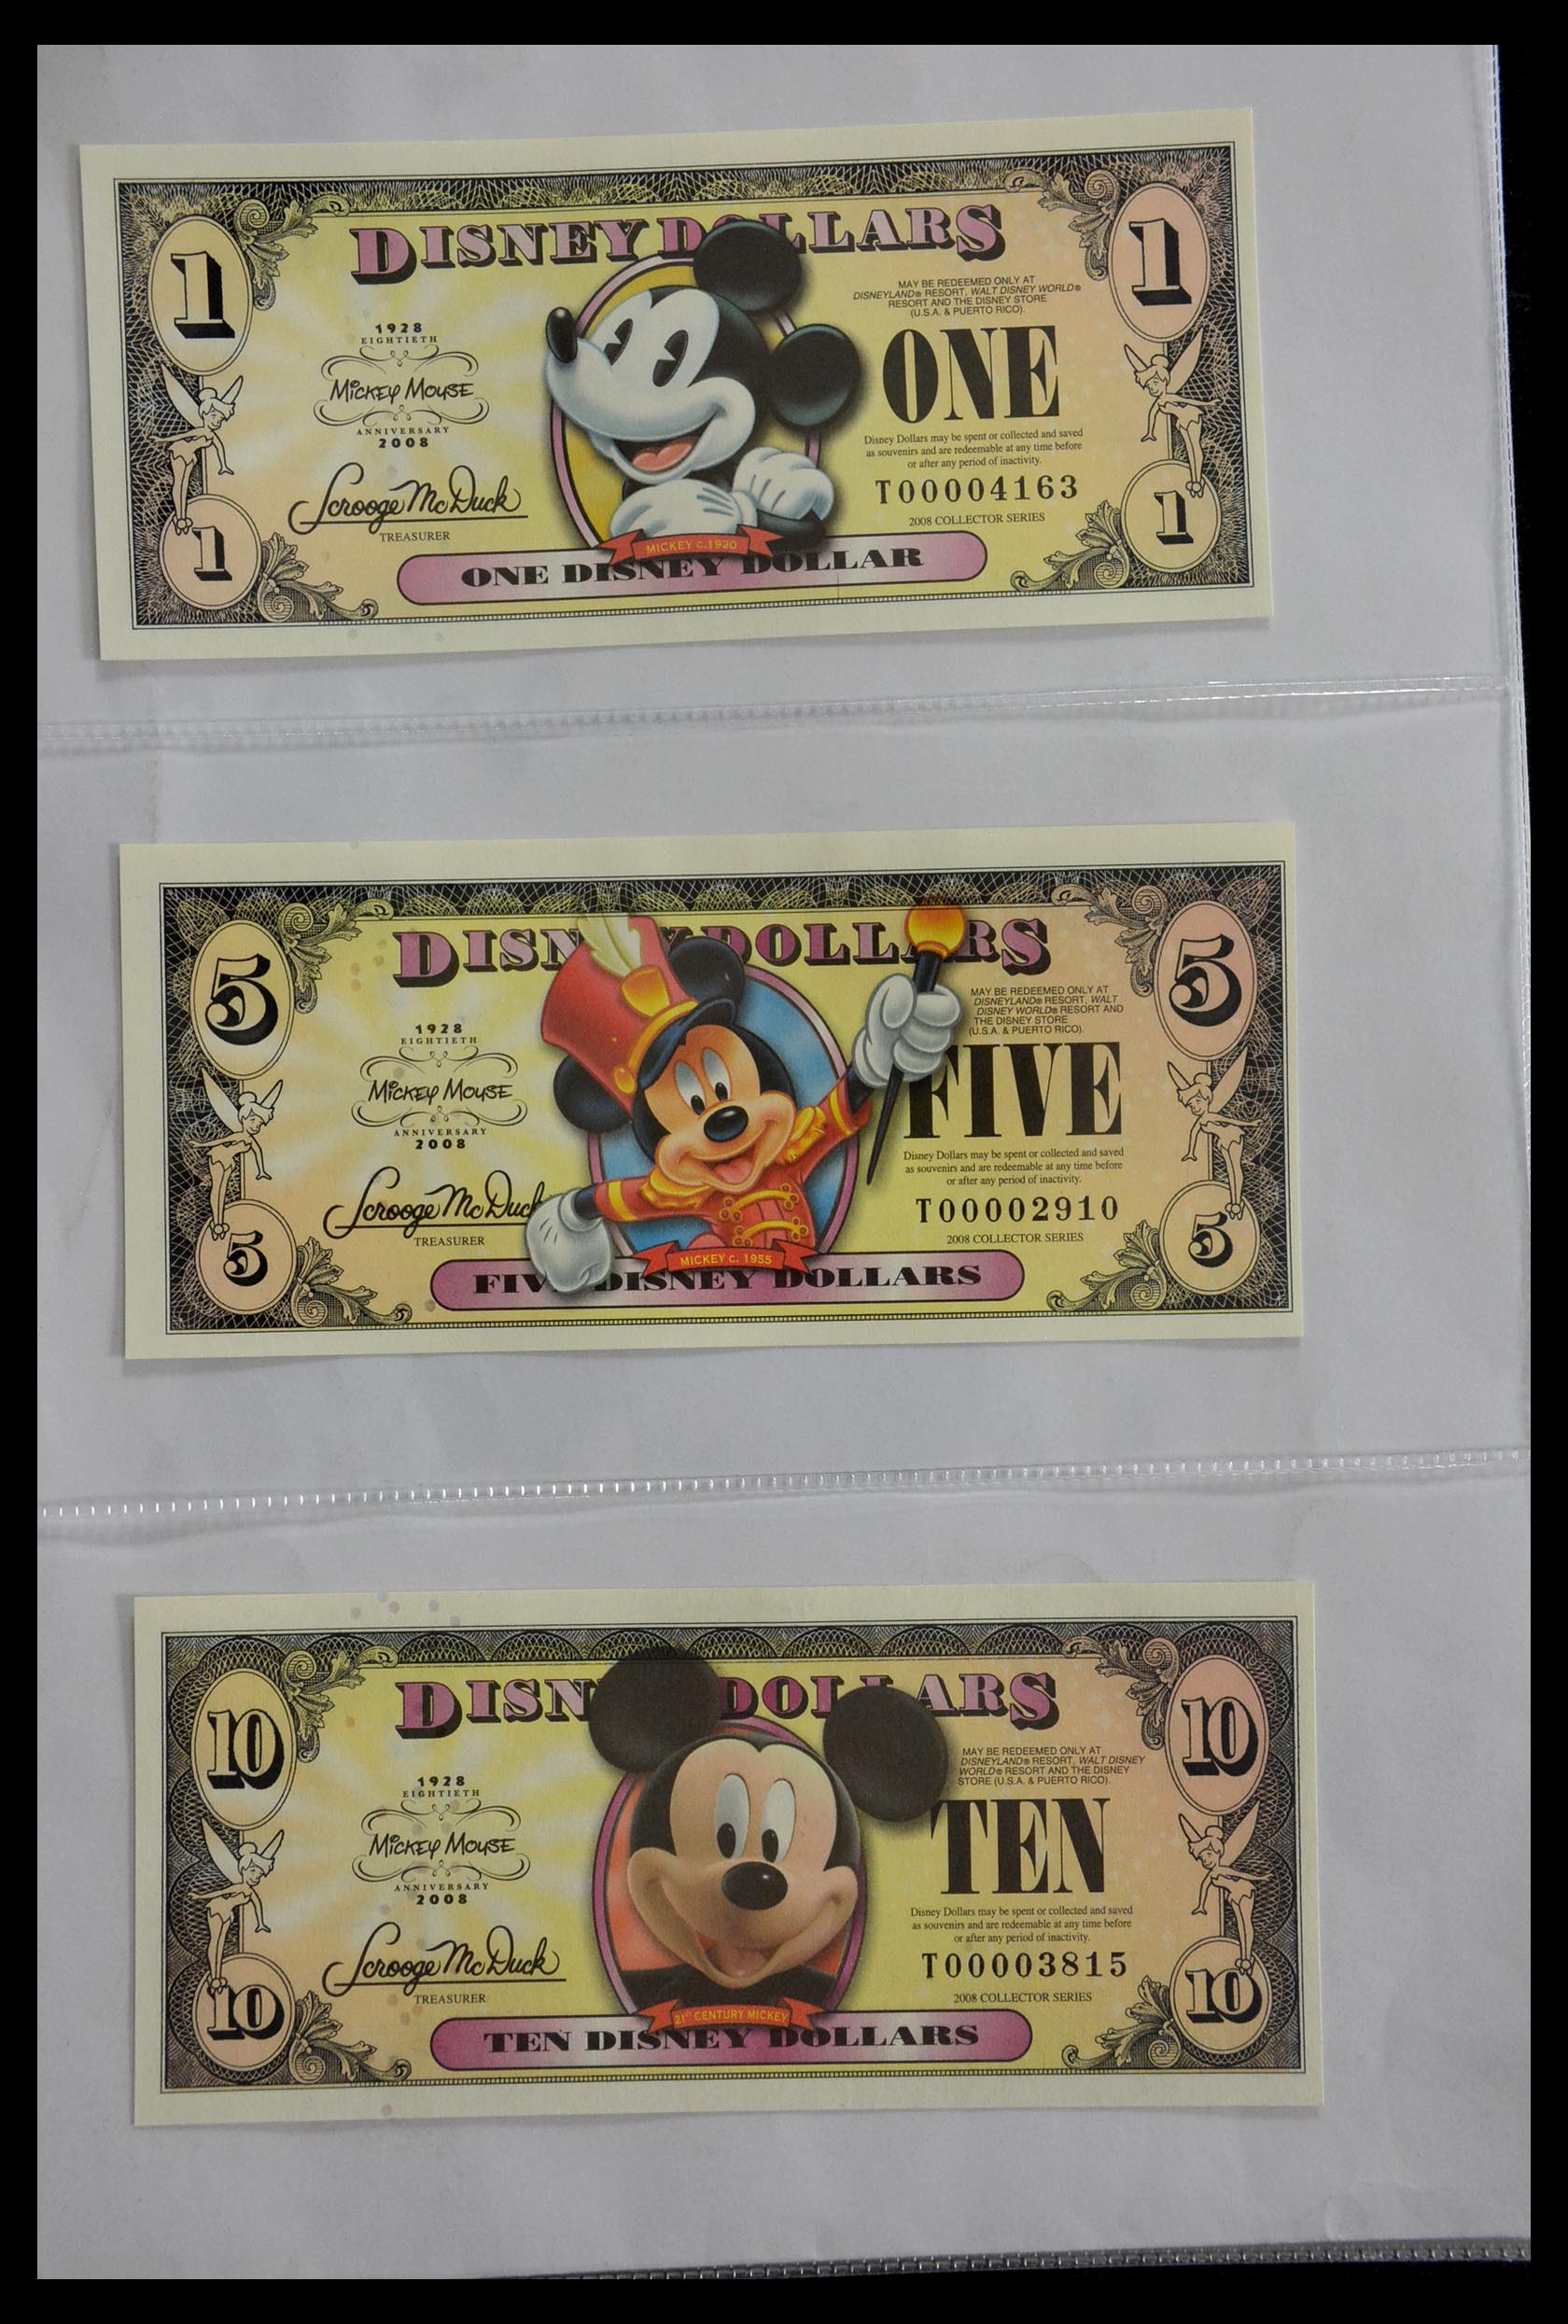 1
DISNEY DOLLARS
1
MAY BE REDEEMED ONLY AT
DISNEYLAND® RESORT, WALT DISNEY WORLD®
RESORT AND THE DISNEY STORE
(U.S.A. & PUERTO RICO).
1928
EIGHTIETH
MICKEY MOUSE
ANNIVERSARY
2008
ONE
Disney Dollars may be spent or collected and saved
as souvenirs and are redeemable at any time before
or after any period of inactivity.
T00004163
2008 COLLECTOR SERIES
Scrooge McDuck
TREASURER
1
MICKEY c.1930
1
ONE DISNEY DOLLAR
5
DISNEY DOLLARS
5
MAY BE REDEEMED ONLY AT
DISNEYLAND® RESORT, WALT
DISNEY WORLD® RESORT AND
THE DISNEY STORE
(U.S.A. & PUERTO RICO).
1928
EIGHTIETH
MICKEY MOUSE
ANNIVERSARY
2008
FIVE
Disney Dollars may be spent or collected and saved
as souvenirs and are redeemable at any time before
or after any period of inactivity.
T00002910
2008 COLLECTOR SERIES
Scrooge McDuck
TREASURER
5
MICKEY c. 1955
5
FIVE DISNEY DOLLARS
10
DISNEY DOLLARS
10
MAY BE REDEEMED ONLY AT
DISNEYLAND® RESORT, WALT DISNEY
WORLD® RESORT AND THE DISNEY
STORE (U.S.A. & PUERTO RICO).
1928
EIGHTIETH
MICKEY MOUSE
ANNIVERSARY
2008
TEN
Disney Dollars may be spent or collected and saved
as souvenirs and are redeemable at any time before
or after any period of inactivity.
T00003815
2008 COLLECTOR SERIES
Scrooge McDuck
TREASURER
10
21ST CENTURY MICKEY
10
TEN DISNEY DOLLARS